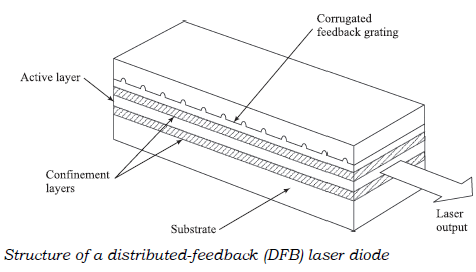 Corrugated
feedback grating
Active layer
Confinement
layers
Substrate
Laser
output
Structure of a distributed-feedback (DFB) laser diode